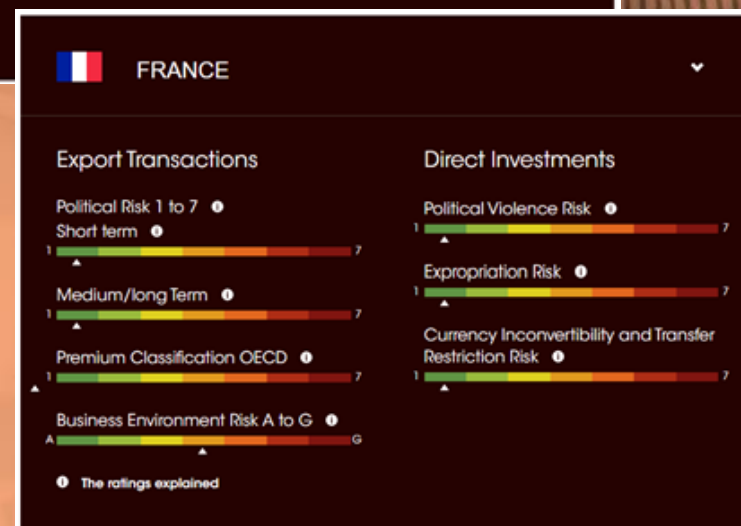 FRANCE
Export Transactions
Political Risk 1 to 7
Short term
1 7
Medium/long Term
1 7
Premium Classification OECD
1 7
Business Environment Risk A to G
A G
The ratings explained
Direct Investments
Political Violence Risk
1 7
Expropriation Risk
1 7
Currency Inconvertibility and Transfer
Restriction Risk
1 7